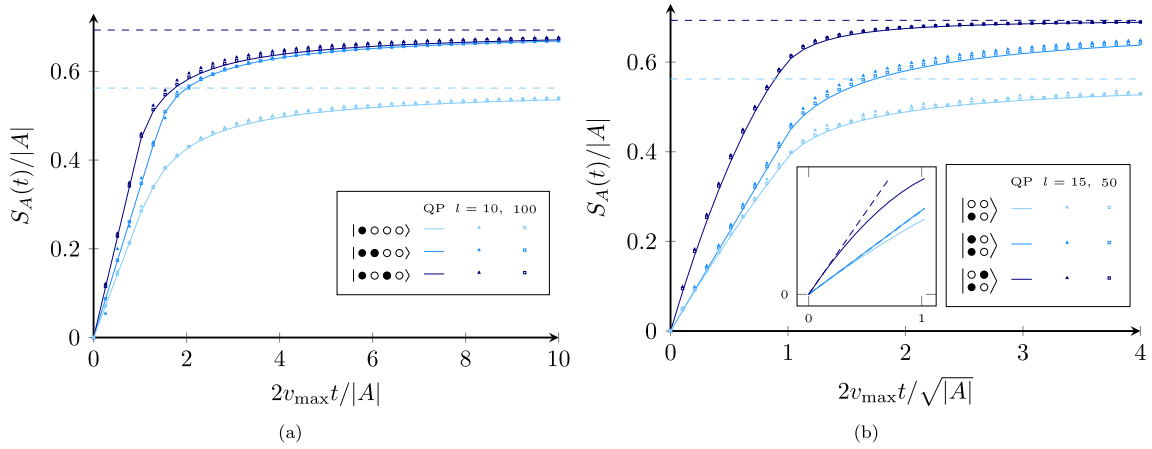 S_A(t)/|A|
0.6
0.4
0.2
0
0 2 4 6 8 10
2v_max t/|A|
QP l = 10, 100
|●○○○⟩
|●●○○⟩
|●○●○⟩
(a)
S_A(t)/|A|
0.6
0.4
0.2
0
0 1 2 3 4
2v_max t/√|A|
0
0 1
QP l = 15, 50
(b)